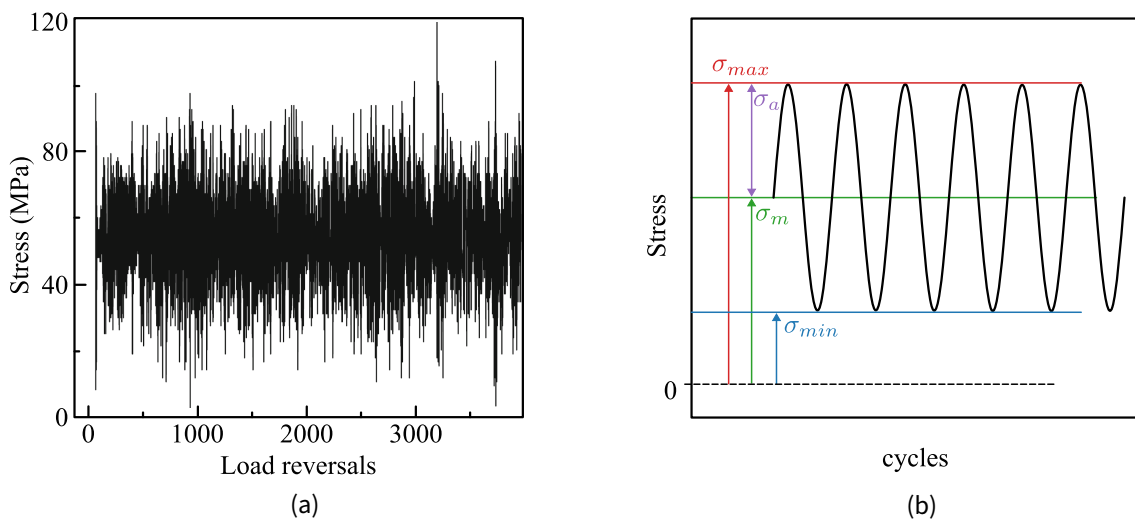 120
80
40
0
Stress (MPa)
0
1000
2000
3000
Load reversals
(a)
σmax
σa
σm
σmin
Stress
0
cycles
(b)